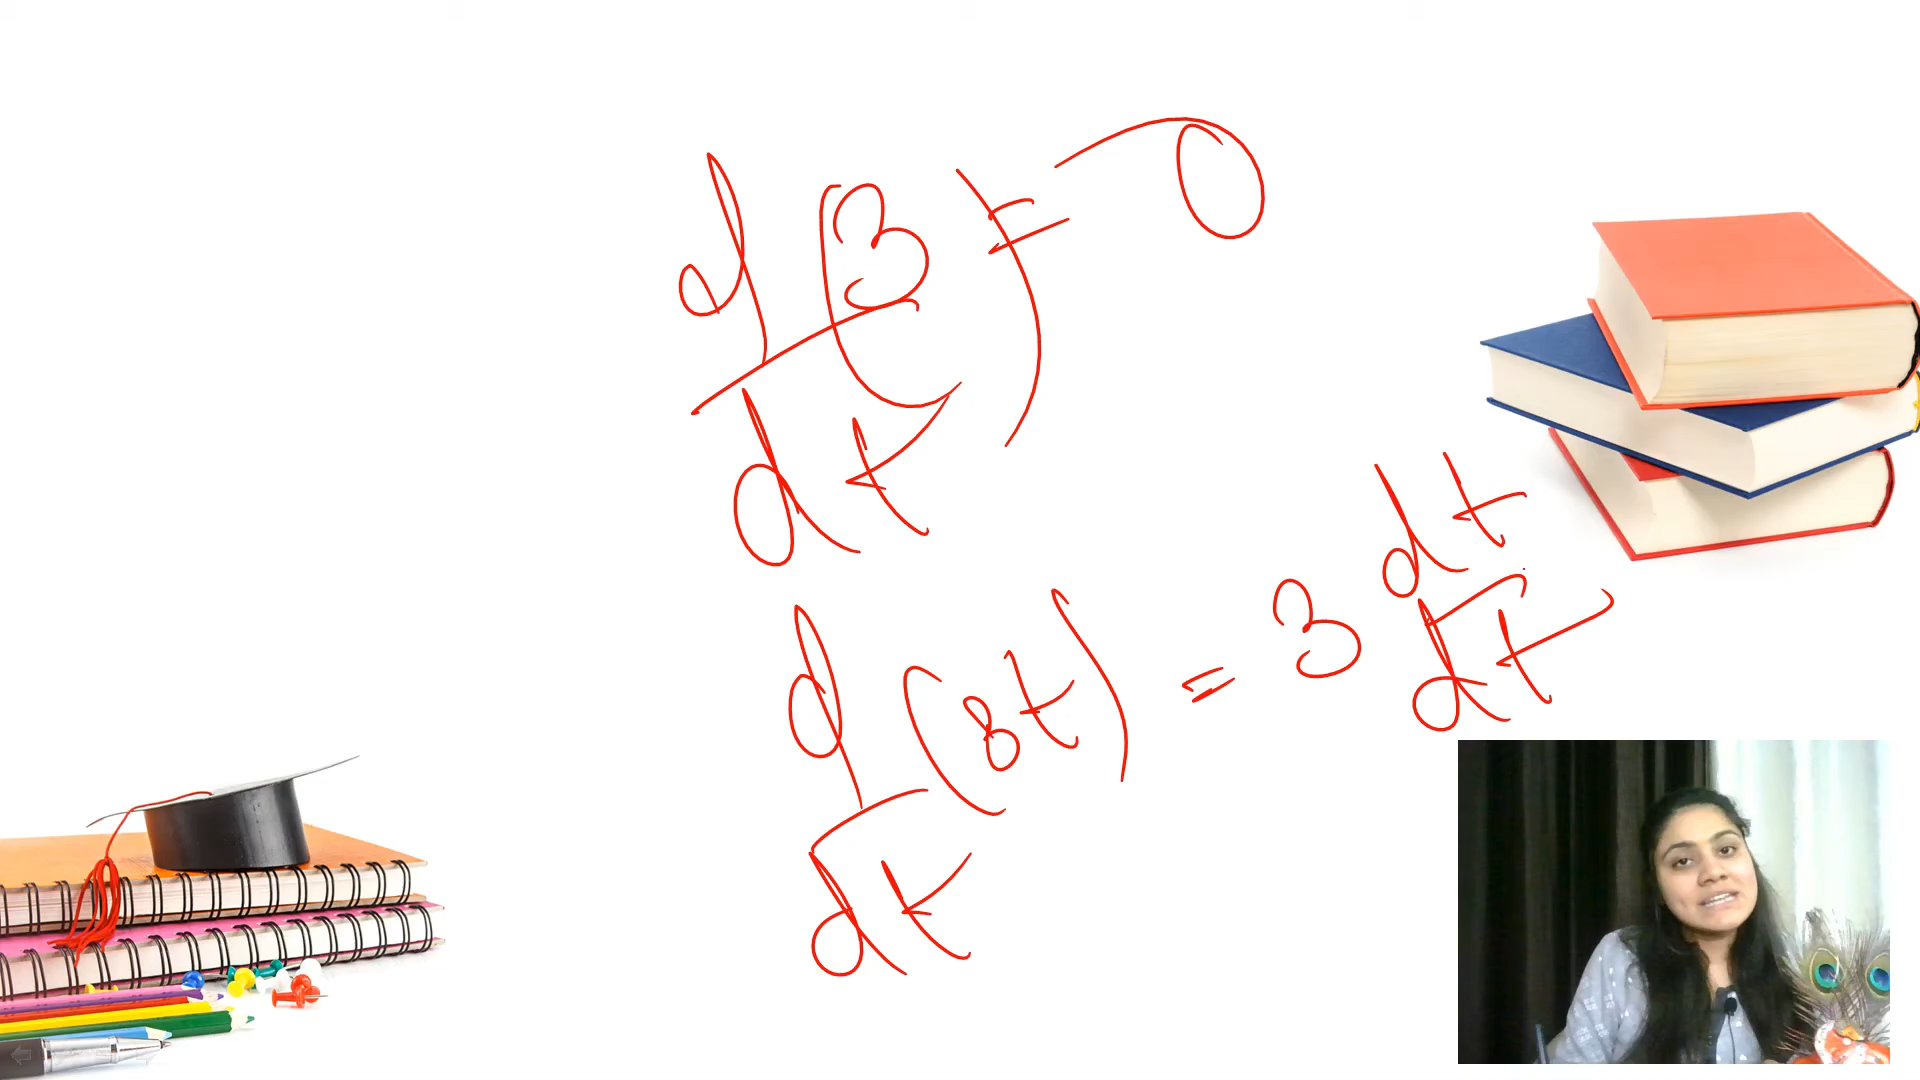 d/dt (3) = 0
d/dt (8t) = 3 dt/dt